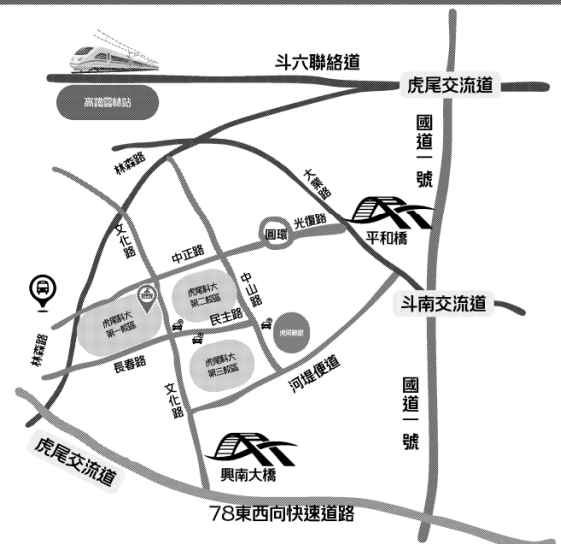 斗六聯絡道
虎尾交流道
高鐵雲林站
國道一號
林森路
大業路
文化路
光復路
圓環
平和橋
中正路
中山路
斗南交流道
虎尾科大
第一校區
虎尾科大
第二校區
民主路
林森路
長春路
虎尾科大
第三校區
河堤便道
文化路
國道一號
虎尾交流道
興南大橋
78東西向快速道路